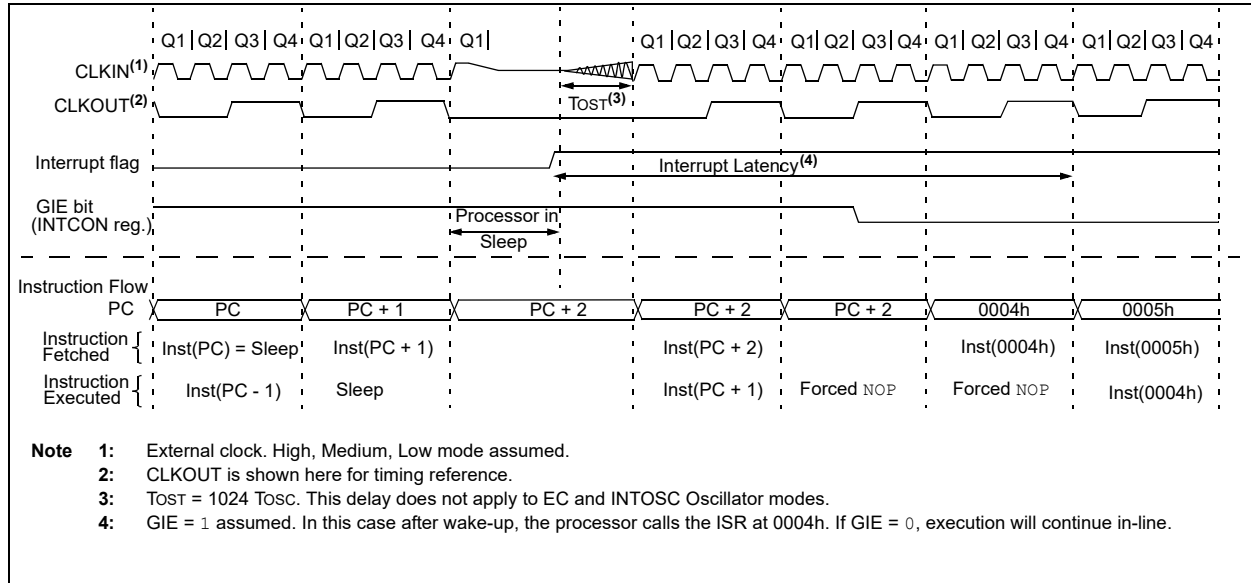 Q1 Q2 Q3 Q4 Q1 Q2 Q3 Q4 Q1 Q1 Q2 Q3 Q4 Q1 Q2 Q3 Q4 Q1 Q2 Q3 Q4 Q1 Q2 Q3 Q4
CLKIN(1)
CLKOUT(2)
TOST(3)
Interrupt flag
Interrupt Latency(4)
GIE bit
(INTCON reg.)
Processor in
Sleep
Instruction Flow
PC PC PC + 1 PC + 2 PC + 2 PC + 2 0004h 0005h
Instruction
Fetched
Inst(PC) = Sleep Inst(PC + 1) Inst(PC + 2) Inst(0004h) Inst(0005h)
Instruction
Executed
Inst(PC - 1) Sleep Inst(PC + 1) Forced NOP Forced NOP Inst(0004h)
Note 1: External clock. High, Medium, Low mode assumed.
2: CLKOUT is shown here for timing reference.
3: TOST = 1024 TOSC. This delay does not apply to EC and INTOSC Oscillator modes.
4: GIE = 1 assumed. In this case after wake-up, the processor calls the ISR at 0004h. If GIE = 0, execution will continue in-line.